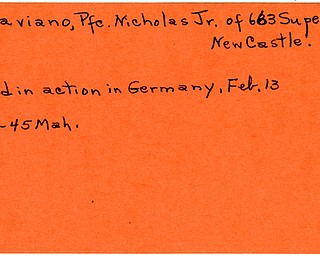 aviano, Pfc. Nicholas Jr. of 663 Supe
New Castle.
d in action in Germany, Feb. 13
-45 Mah.